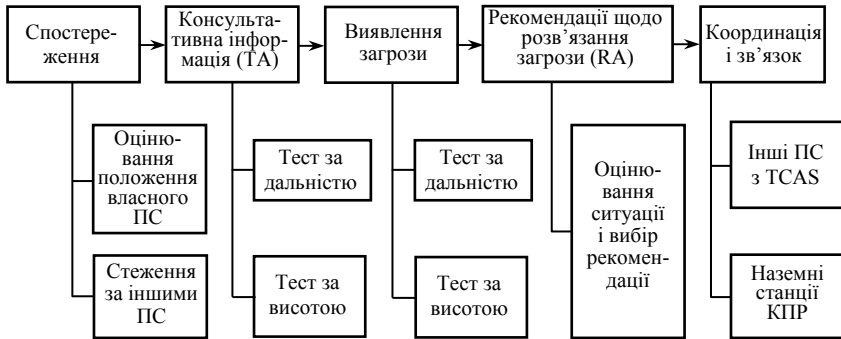 Спостере-
ження
Консульта-
тивна інфор-
мація (ТА)
Виявлення
загрози
Рекомендації щодо
розв’язання
загрози (RA)
Координація
і зв’язок
Оціню-
вання
положення
власного
ПС
Стеження
за іншими
ПС
Тест за
дальністю
Тест за
висотою
Тест за
дальністю
Тест за
висотою
Оціню-
вання
ситуації
і вибір
рекомен-
дації
Інші ПС
з TCAS
Наземні
станції
КПР